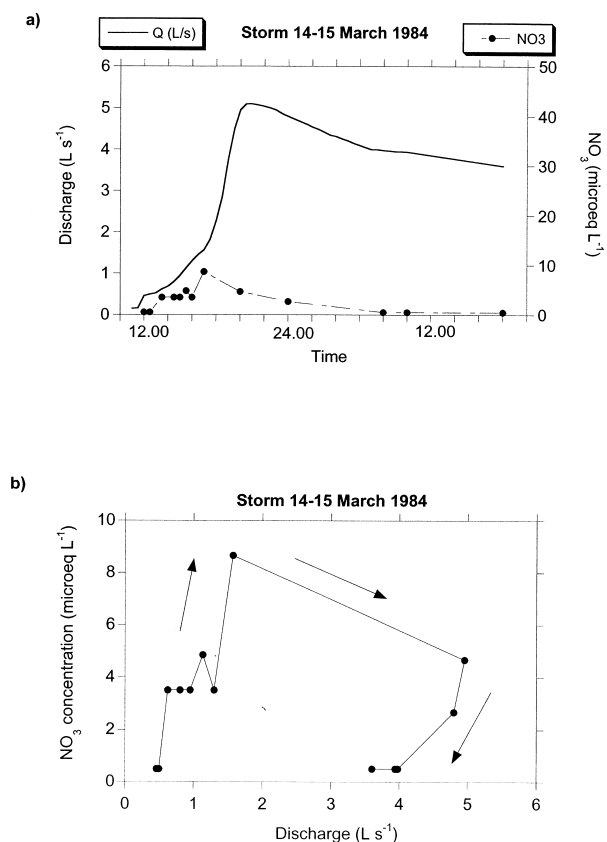 a)
Q (L/s)
Storm 14-15 March 1984
NO3
6
5
4
3
2
1
0
Discharge (L s⁻¹)
50
40
30
20
10
0
NO₃ (microeq L⁻¹)
12.00 24.00 12.00
Time
b)
Storm 14-15 March 1984
10
8
6
4
2
0
NO₃ concentration (microeq L⁻¹)
0 1 2 3 4 5 6
Discharge (L s⁻¹)